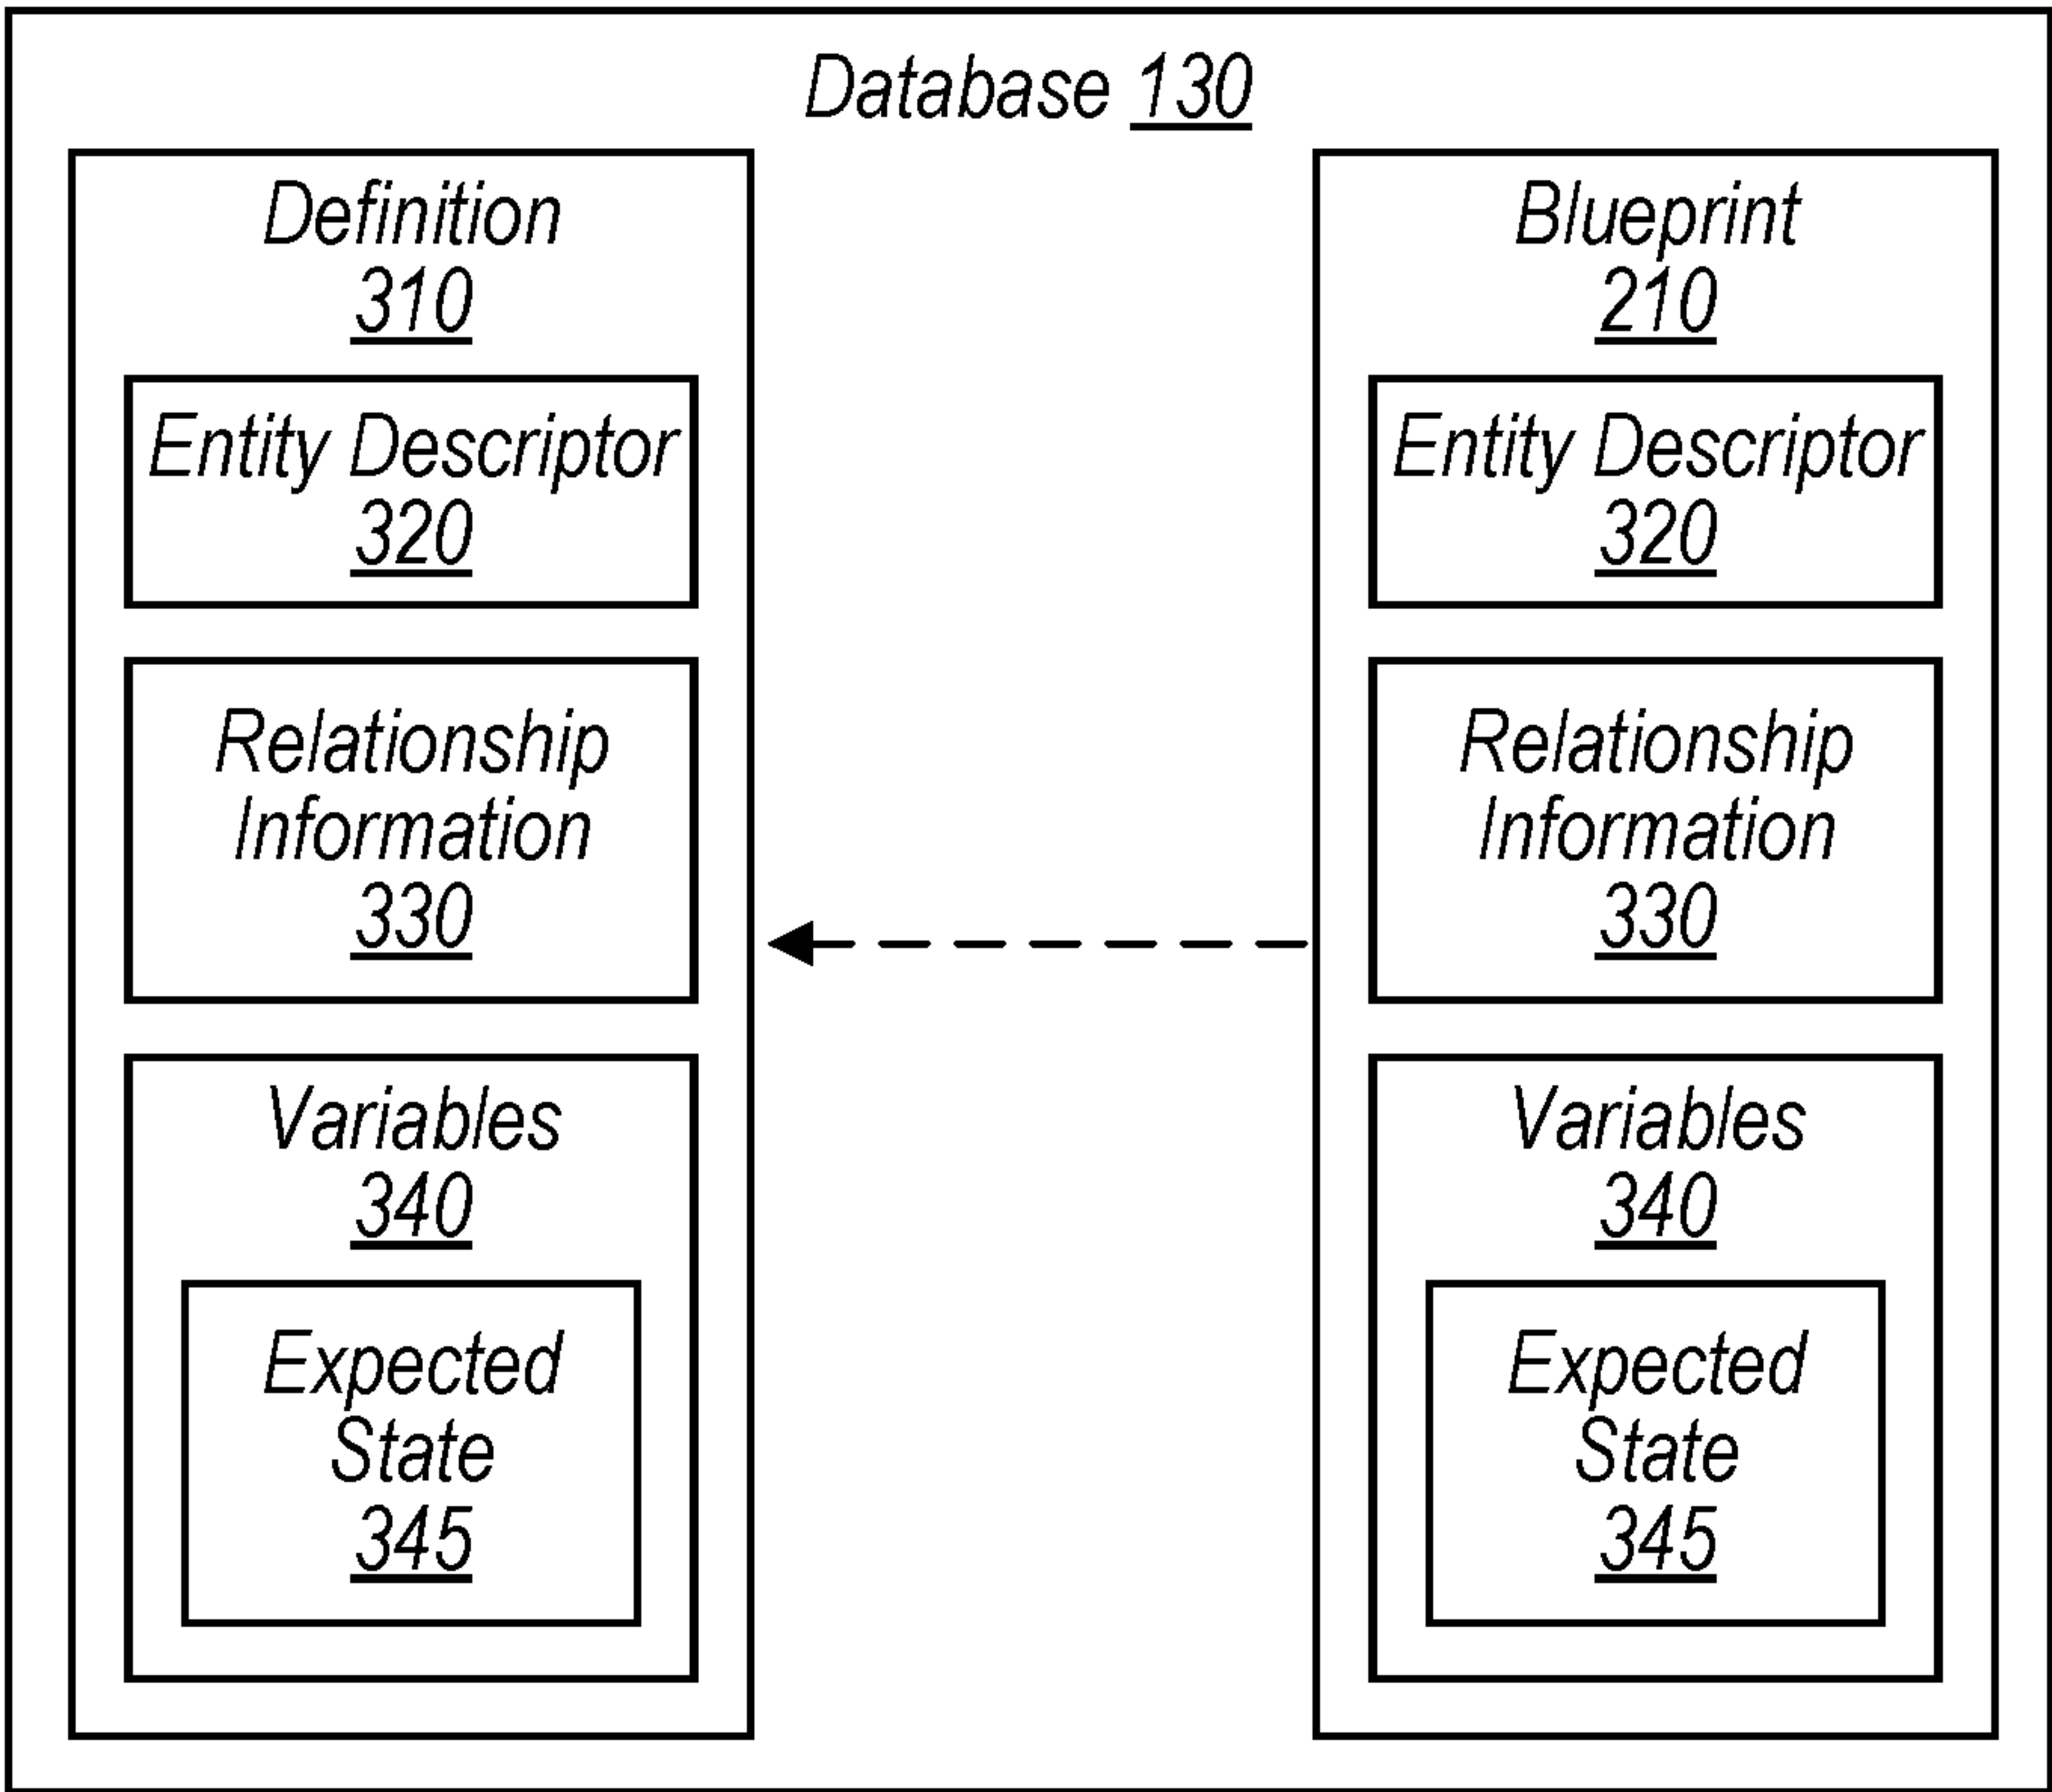 Database 130
Definition
310
Entity Descriptor
320
Relationship
Information
330
Variables
340
Expected
State
345
Blueprint
210
Entity Descriptor
320
Relationship
Information
330
Variables
340
Expected
State
345